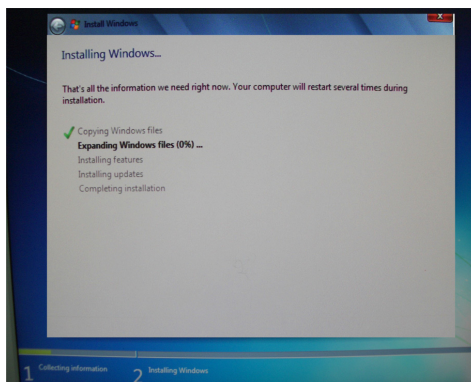 Install Windows
Installing Windows...
That's all the information we need right now. Your computer will restart several times during
installation.
Copying Windows files
Expanding Windows files (0%) ...
Installing features
Installing updates
Completing installation
1 Collecting information
2 Installing Windows